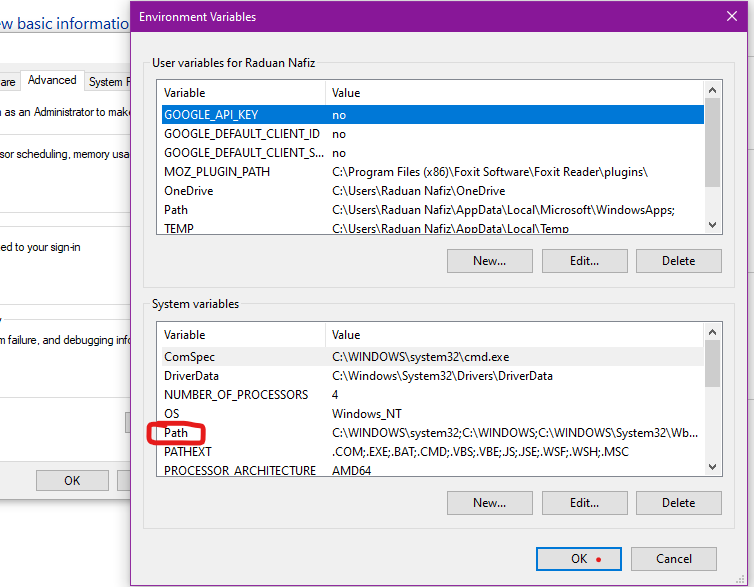 ew basic informatio
Environment Variables
are Advanced System P
as an Administrator to make
sor scheduling, memory usa
ed to your sign-in
m failure, and debugging info
OK
User variables for Raduan Nafiz
Variable Value
GOOGLE_API_KEY no
GOOGLE_DEFAULT_CLIENT_ID no
GOOGLE_DEFAULT_CLIENT_S... no
MOZ_PLUGIN_PATH C:\Program Files (x86)\Foxit Software\Foxit Reader\plugins\
OneDrive C:\Users\Raduan Nafiz\OneDrive
Path C:\Users\Raduan Nafiz\AppData\Local\Microsoft\WindowsApps;
TEMP C:\Users\Raduan Nafiz\AppData\Local\Temp
New... Edit... Delete
System variables
Variable Value
ComSpec C:\WINDOWS\system32\cmd.exe
DriverData C:\Windows\System32\Drivers\DriverData
NUMBER_OF_PROCESSORS 4
OS Windows_NT
Path C:\WINDOWS\system32;C:\WINDOWS;C:\WINDOWS\System32\Wb...
PATHEXT .COM;.EXE;.BAT;.CMD;.VBS;.VBE;.JS;.JSE;.WSF;.WSH;.MSC
PROCESSOR_ARCHITECTURE AMD64
New... Edit... Delete
OK Cancel